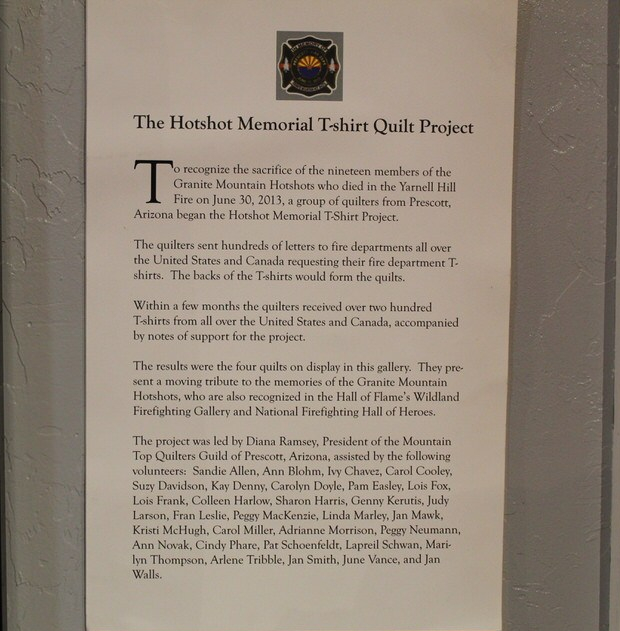 The Hotshot Memorial T-shirt Quilt Project
To recognize the sacrifice of the nineteen members of the
Granite Mountain Hotshots who died in the Yarnell Hill
Fire on June 30, 2013, a group of quilters from Prescott,
Arizona began the Hotshot Memorial T-Shirt Project.
The quilters sent hundreds of letters to fire departments all over
the United States and Canada requesting their fire department T-
shirts. The backs of the T-shirts would form the quilts.
Within a few months the quilters received over two hundred
T-shirts from all over the United States and Canada, accompanied
by notes of support for the project.
The results were the four quilts on display in this gallery. They pre-
sent a moving tribute to the memories of the Granite Mountain
Hotshots, who are also recognized in the Hall of Flame's Wildland
Firefighting Gallery and National Firefighting Hall of Heroes.
The project was led by Diana Ramsey, President of the Mountain
Top Quilters Guild of Prescott, Arizona, assisted by the following
volunteers: Sandie Allen, Ann Blohm, Ivy Chavez, Carol Cooley,
Suzy Davidson, Kay Denny, Carolyn Doyle, Pam Easley, Lois Fox,
Lois Frank, Colleen Harlow, Sharon Harris, Genny Kerutis, Judy
Larson, Fran Leslie, Peggy MacKenzie, Linda Marley, Jan Mawk,
Kristi McHugh, Carol Miller, Adrianne Morrison, Peggy Neumann,
Ann Novak, Cindy Phare, Pat Schoenfeldt, Lapreil Schwan, Mari-
lyn Thompson, Arlene Tribble, Jan Smith, June Vance, and Jan
Walls.